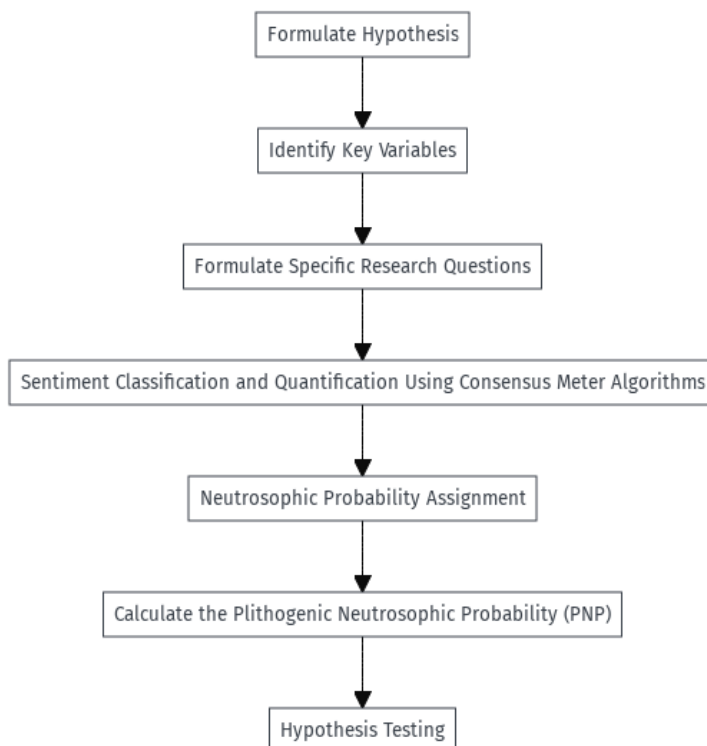 Formulate Hypothesis
Identify Key Variables
Formulate Specific Research Questions
Sentiment Classification and Quantification Using Consensus Meter Algorithms
Neutrosophic Probability Assignment
Calculate the Plithogenic Neutrosophic Probability (PNP)
Hypothesis Testing